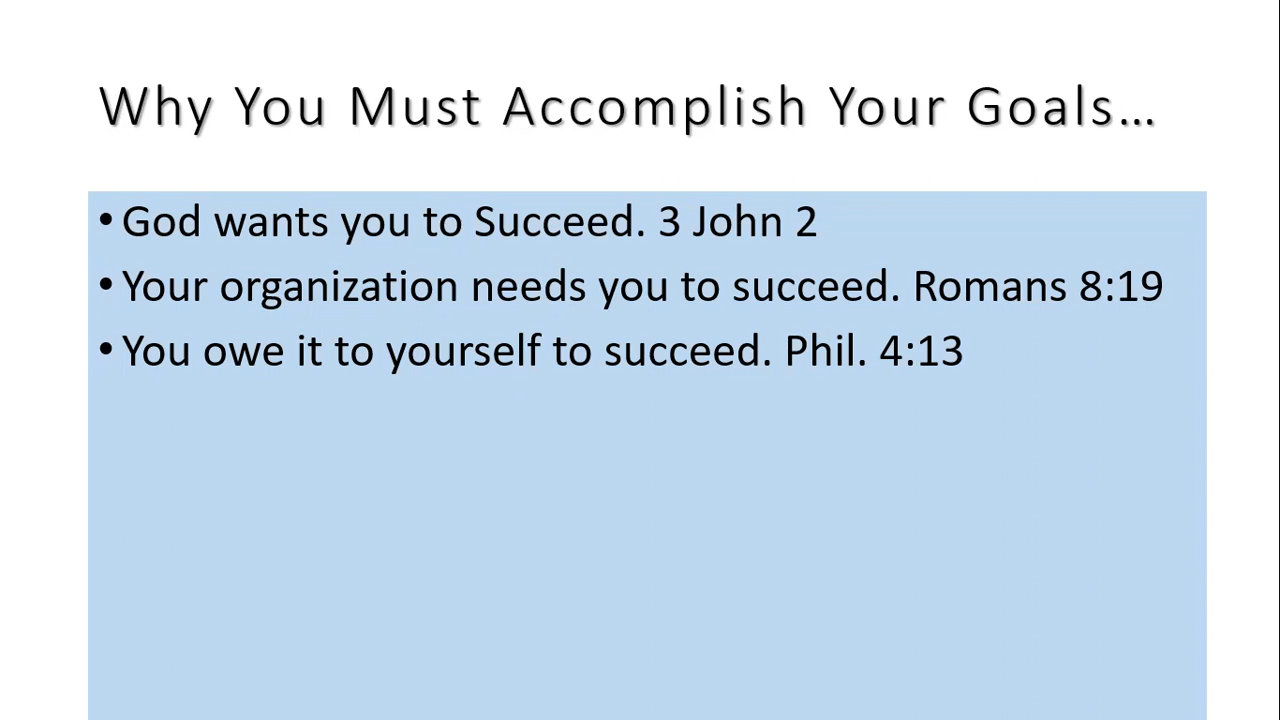 Why You Must Accomplish Your Goals…
• God wants you to Succeed. 3 John 2
• Your organization needs you to succeed. Romans 8:19
• You owe it to yourself to succeed. Phil. 4:13